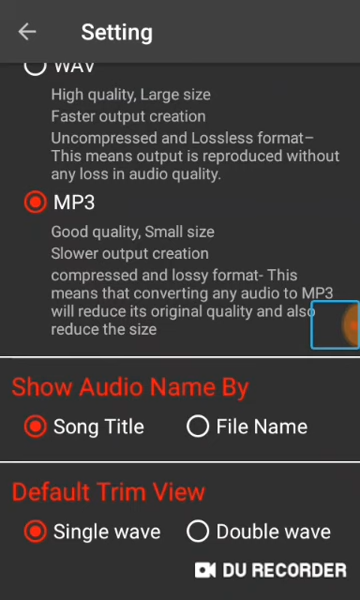 Setting
WAV
High quality, Large size
Faster output creation
Uncompressed and Lossless format–
This means output is reproduced without
any loss in audio quality.
MP3
Good quality, Small size
Slower output creation
compressed and lossy format- This
means that converting any audio to MP3
will reduce its original quality and also
reduce the size
Show Audio Name By
Song Title
File Name
Default Trim View
Single wave
Double wave
DU RECORDER